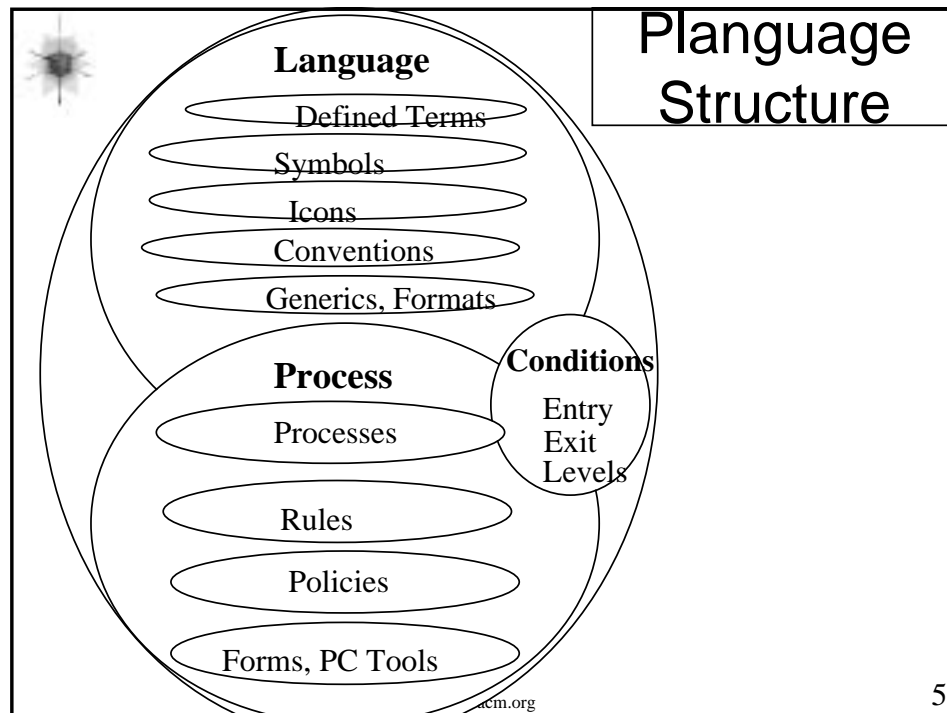 Planguage
Structure
Language
Defined Terms
Symbols
Icons
Conventions
Generics, Formats
Process
Processes
Rules
Policies
Forms, PC Tools
Conditions
Entry
Exit
Levels
acm.org
5